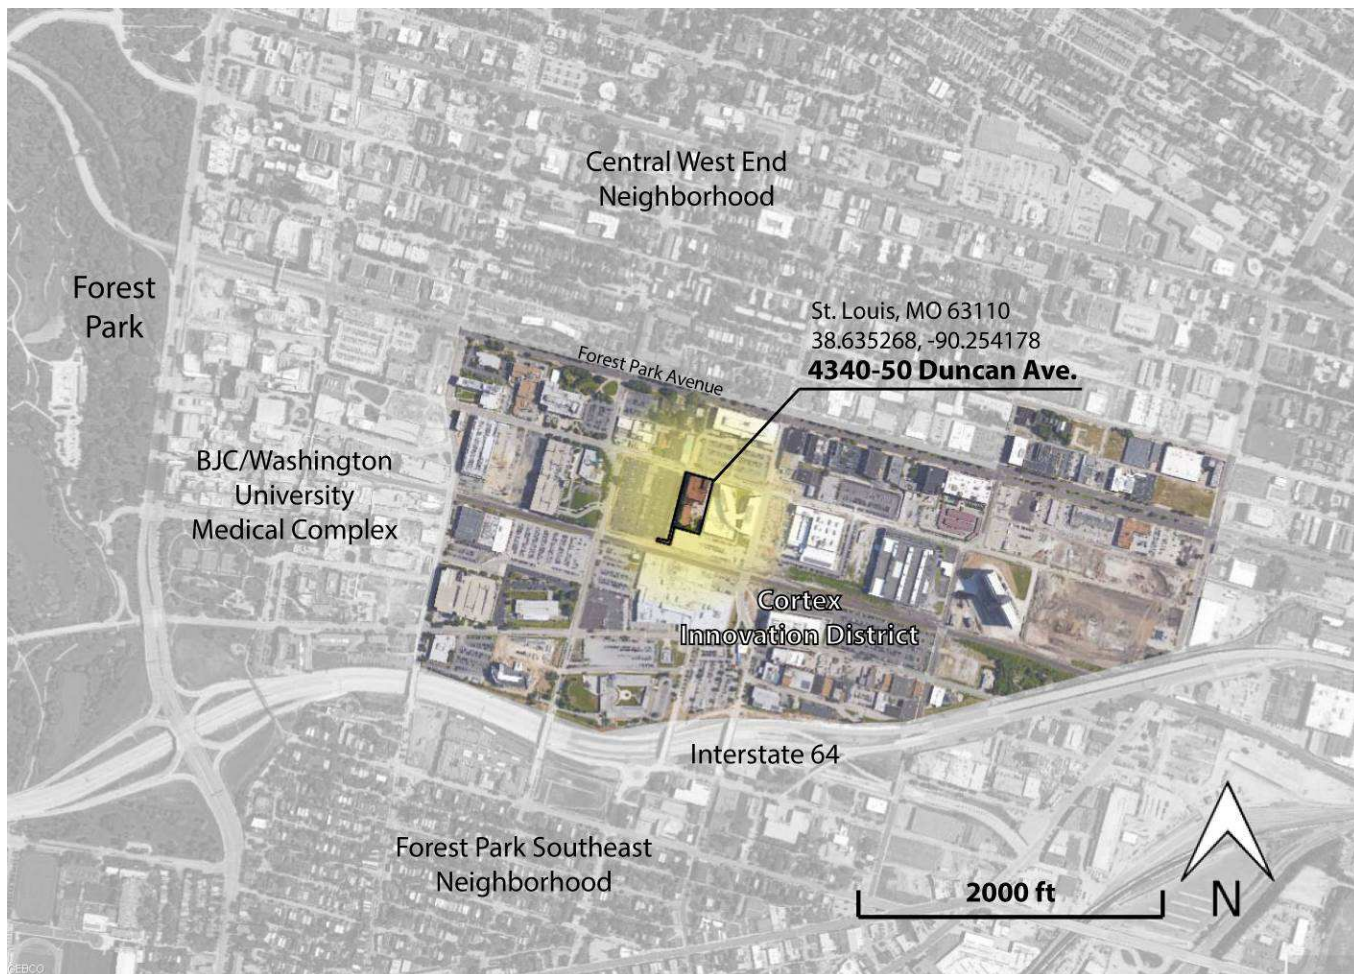 Central West End
Neighborhood
Forest
Park
St. Louis, MO 63110
38.635268, -90.254178
4340-50 Duncan Ave.
Forest Park Avenue
BJC/Washington
University
Medical Complex
Cortex
Innovation District
Interstate 64
Forest Park Southeast
Neighborhood
2000 ft
N
GEBCO